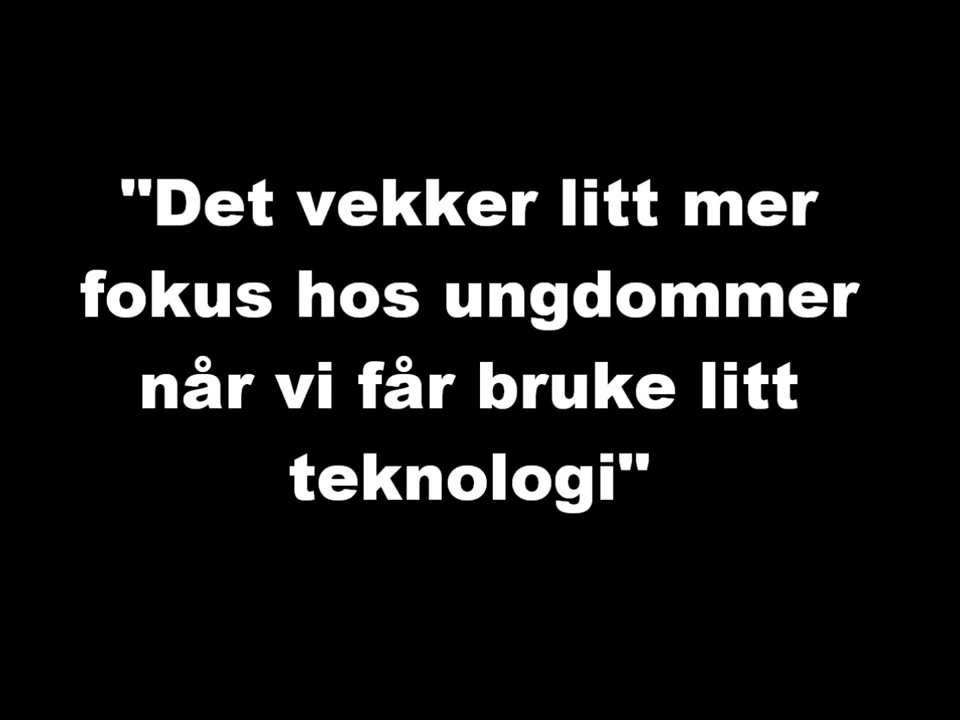 "Det vekker litt mer
fokus hos ungdommer
når vi får bruke litt
teknologi"